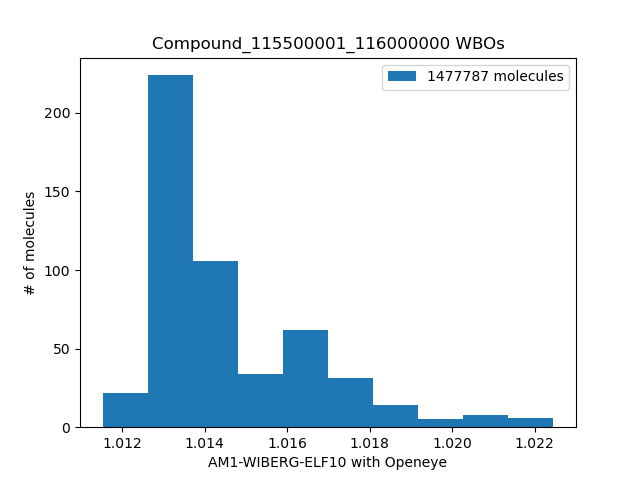 Compound_115500001_116000000 WBOs
1477787 molecules
# of molecules
200
150
100
50
0
1.012 1.014 1.016 1.018 1.020 1.022
AM1-WIBERG-ELF10 with Openeye